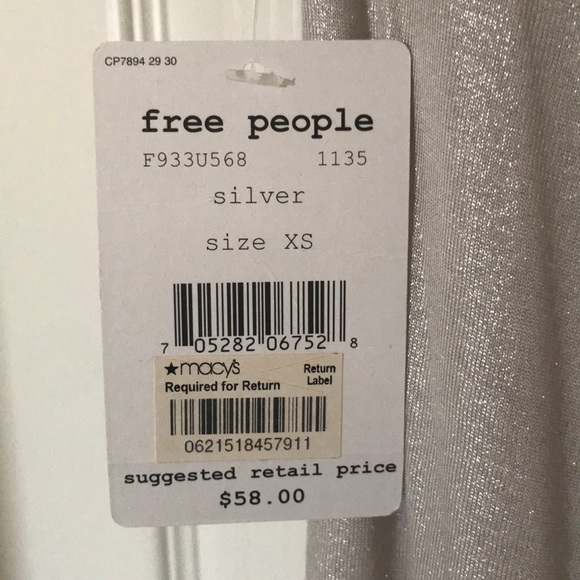 CP7894 29 30
free people
F933U568 1135
silver
size XS
7 05282 06752 8
★macy's Return
Required for Return Label
0621518457911
suggested retail price
$58.00